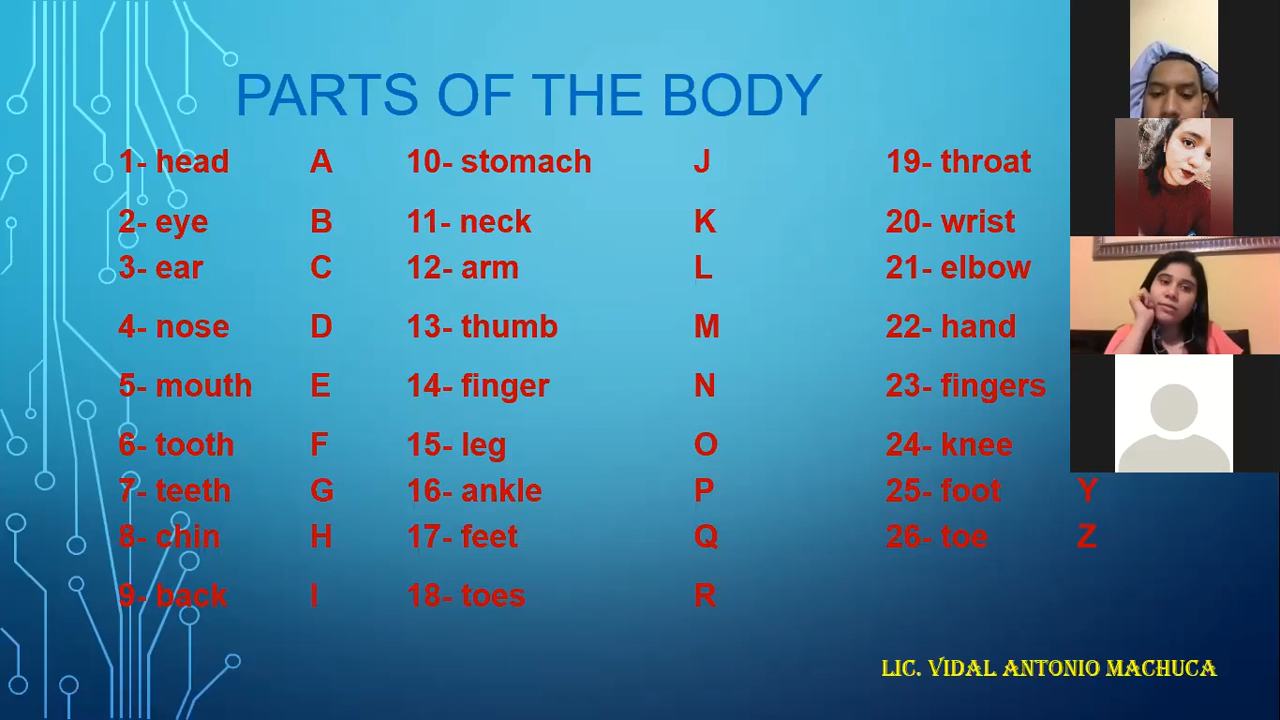 PARTS OF THE BODY
1- head A 10- stomach J 19- throat
2- eye B 11- neck K 20- wrist
3- ear C 12- arm L 21- elbow
4- nose D 13- thumb M 22- hand
5- mouth E 14- finger N 23- fingers
6- tooth F 15- leg O 24- knee
7- teeth G 16- ankle P 25- foot Y
8- chin H 17- feet Q 26- toe Z
9- back I 18- toes R
LIC. VIDAL ANTONIO MACHUCA